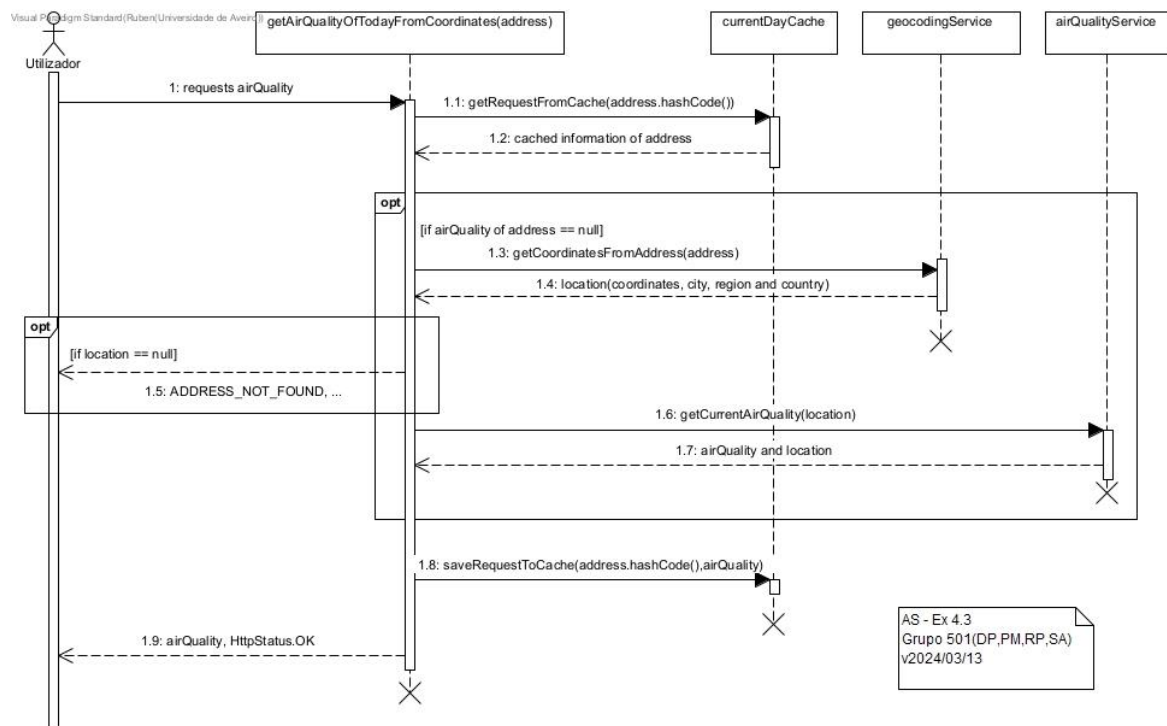 Visual Paradigm Standard(Ruben(Universidade de Aveiro))
getAirQualityOfTodayFromCoordinates(address)
currentDayCache
geocodingService
airQualityService
Utilizador
1: requests airQuality
1.1: getRequestFromCache(address.hashCode())
1.2: cached information of address
opt
[if airQuality of address == null]
1.3: getCoordinatesFromAddress(address)
1.4: location(coordinates, city, region and country)
opt
[if location == null]
1.5: ADDRESS_NOT_FOUND, ...
1.6: getCurrentAirQuality(location)
1.7: airQuality and location
1.8: saveRequestToCache(address.hashCode(),airQuality)
1.9: airQuality, HttpStatus.OK
AS - Ex 4.3
Grupo 501(DP,PM,RP,SA)
v2024/03/13